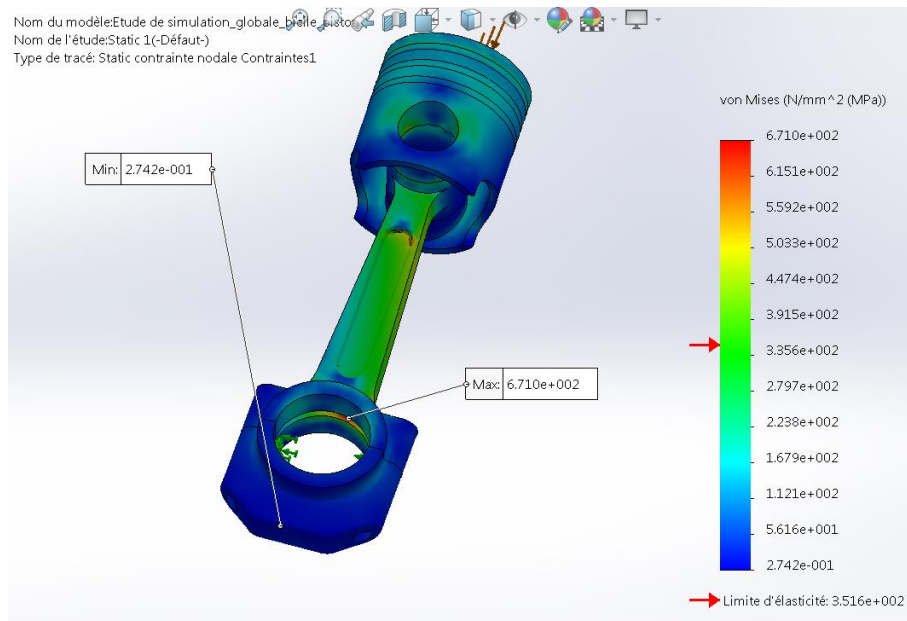 Nom du modèle:Etude de simulation_globale_bielle_Pistor
Nom de l'étude:Static 1(-Défaut-)
Type de tracé: Static contrainte nodale Contraintes1
von Mises (N/mm^2 (MPa))
6.710e+002
6.151e+002
5.592e+002
5.033e+002
4.474e+002
3.915e+002
3.356e+002
2.797e+002
2.238e+002
1.679e+002
1.121e+002
5.616e+001
2.742e-001
Limite d'élasticité: 3.516e+002
Min: 2.742e-001
Max: 6.710e+002